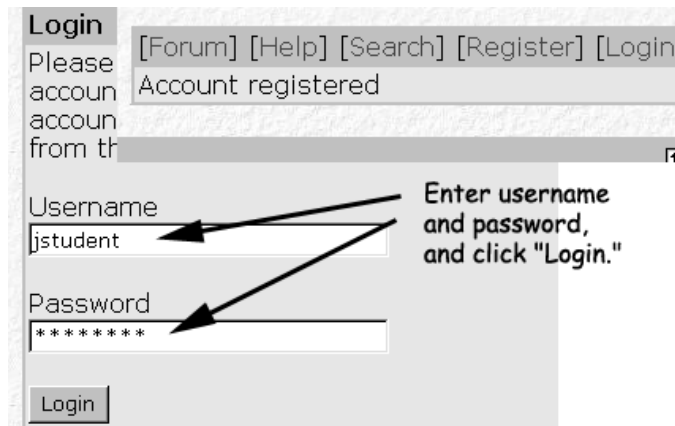 Login
[Forum] [Help] [Search] [Register] [Login
Please
Account registered
accoun
accoun
from th
Username
Enter username
and password,
and click "Login."
jstudent
Password
********
Login